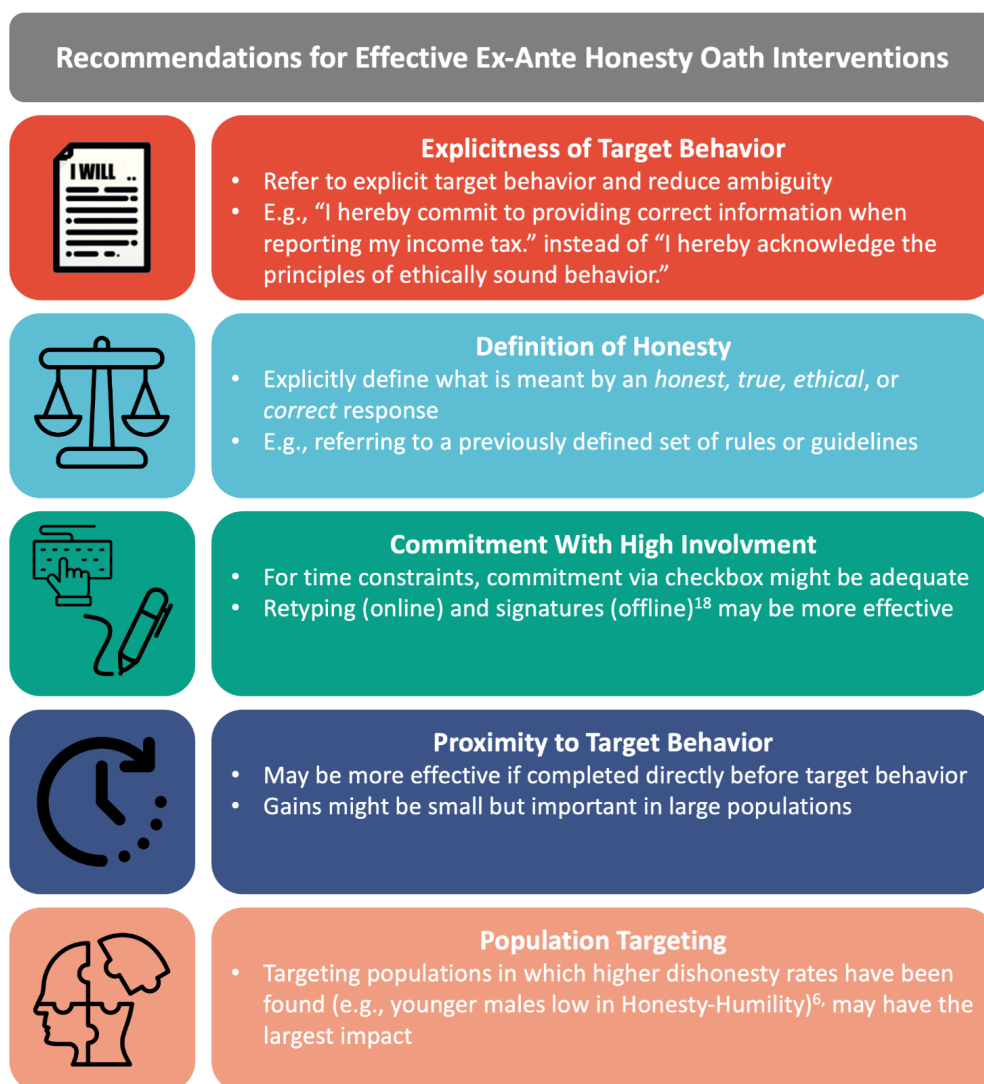 Recommendations for Effective Ex-Ante Honesty Oath Interventions
I WILL ..
Explicitness of Target Behavior
• Refer to explicit target behavior and reduce ambiguity
• E.g., “I hereby commit to providing correct information when
reporting my income tax.” instead of “I hereby acknowledge the
principles of ethically sound behavior.”
Definition of Honesty
• Explicitly define what is meant by an honest, true, ethical, or
correct response
• E.g., referring to a previously defined set of rules or guidelines
Commitment With High Involvment
• For time constraints, commitment via checkbox might be adequate
• Retyping (online) and signatures (offline)¹⁸ may be more effective
Proximity to Target Behavior
• May be more effective if completed directly before target behavior
• Gains might be small but important in large populations
Population Targeting
• Targeting populations in which higher dishonesty rates have been
found (e.g., younger males low in Honesty-Humility)⁶, may have the
largest impact